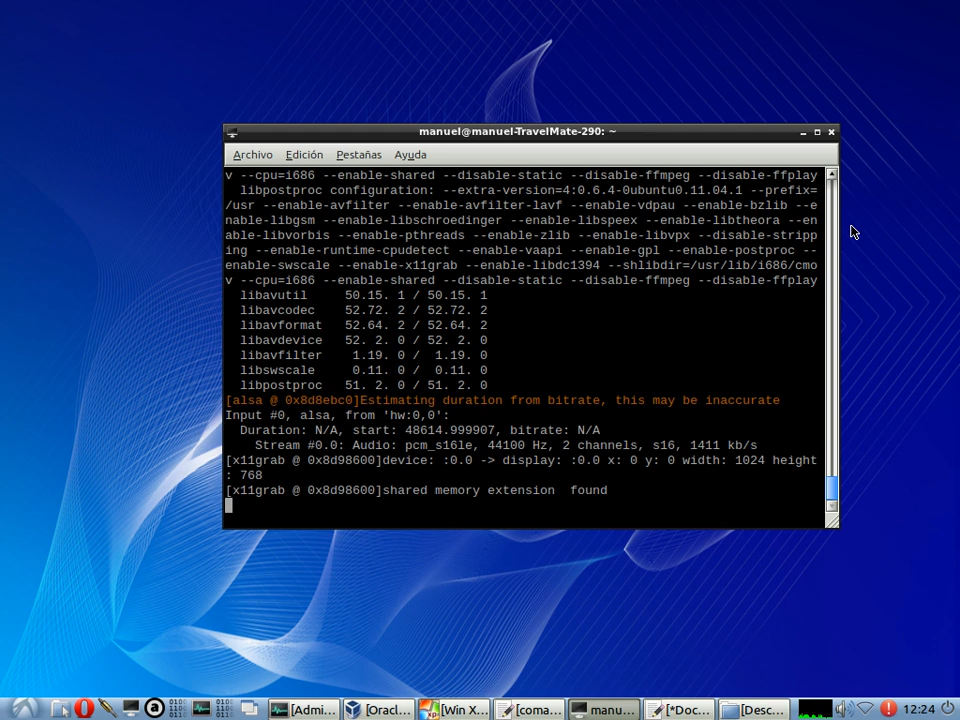 manuel@manuel-TravelMate-290: ~
Archivo Edición Pestañas Ayuda
v --cpu=i686 --enable-shared --disable-static --disable-ffmpeg --disable-ffplay
libpostproc configuration: --extra-version=4:0.6.4-0ubuntu0.11.04.1 --prefix=
/usr --enable-avfilter --enable-avfilter-lavf --enable-vdpau --enable-bzlib --e
nable-libgsm --enable-libschroedinger --enable-libspeex --enable-libtheora --en
able-libvorbis --enable-pthreads --enable-zlib --enable-libvpx --disable-stripp
ing --enable-runtime-cpudetect --enable-vaapi --enable-gpl --enable-postproc --
enable-swscale --enable-x11grab --enable-libdc1394 --shlibdir=/usr/lib/i686/cmo
v --cpu=i686 --enable-shared --disable-static --disable-ffmpeg --disable-ffplay
libavutil 50.15. 1 / 50.15. 1
libavcodec 52.72. 2 / 52.72. 2
libavformat 52.64. 2 / 52.64. 2
libavdevice 52. 2. 0 / 52. 2. 0
libavfilter 1.19. 0 / 1.19. 0
libswscale 0.11. 0 / 0.11. 0
libpostproc 51. 2. 0 / 51. 2. 0
[alsa @ 0x8d8ebc0]Estimating duration from bitrate, this may be inaccurate
Input #0, alsa, from 'hw:0,0':
Duration: N/A, start: 48614.999907, bitrate: N/A
Stream #0.0: Audio: pcm_s16le, 44100 Hz, 2 channels, s16, 1411 kb/s
[x11grab @ 0x8d98600]device: :0.0 -> display: :0.0 x: 0 y: 0 width: 1024 height
: 768
[x11grab @ 0x8d98600]shared memory extension found
[Admi... [Oracl... [Win X... [coma... manu... [*Doc... [Desc... 12:24